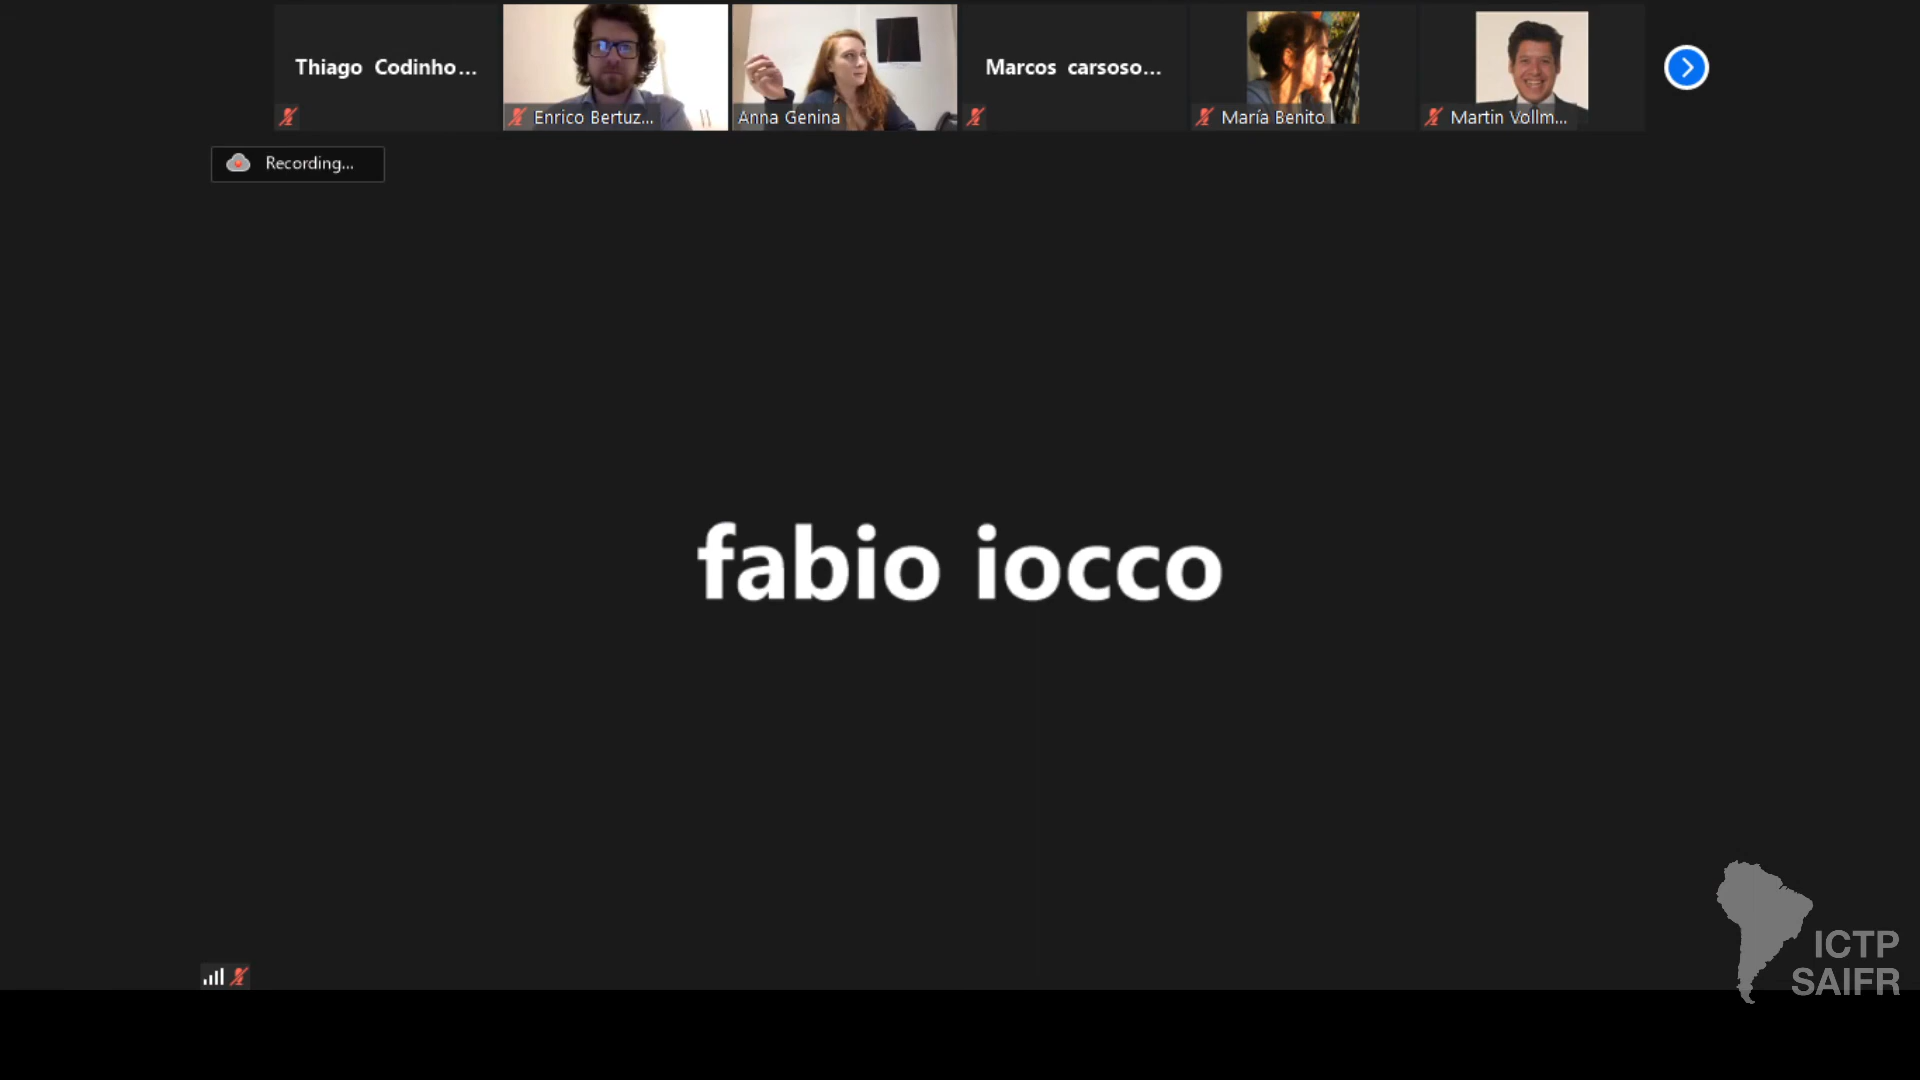 Thiago Codinho...
Enrico Bertuz...
Anna Genina
Marcos carsoso...
María Benito
Martin Vollm...
Recording...
fabio iocco
ICTP
SAIFR